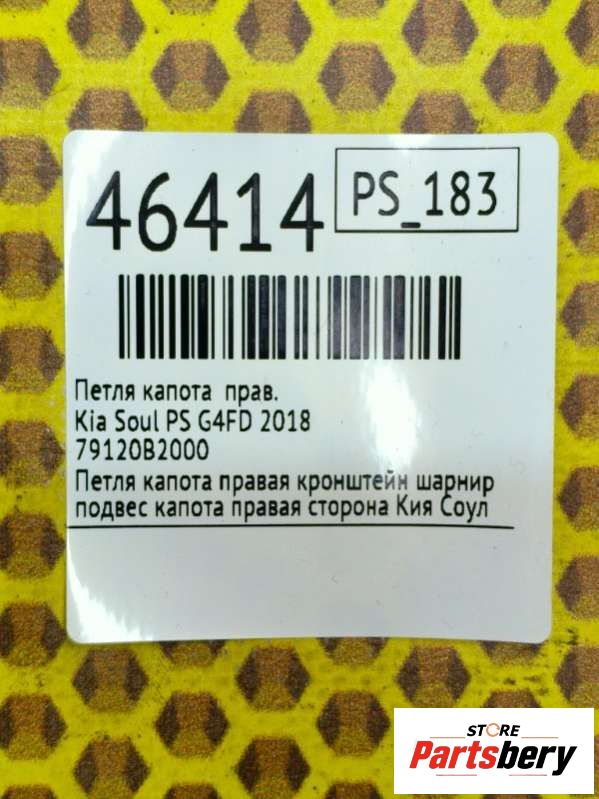 46414
PS_183
Петля капота прав.
Kia Soul PS G4FD 2018
79120B2000
Петля капота правая кронштейн шарнир
подвес капота правая сторона Кия Соул
STORE
Partsbery